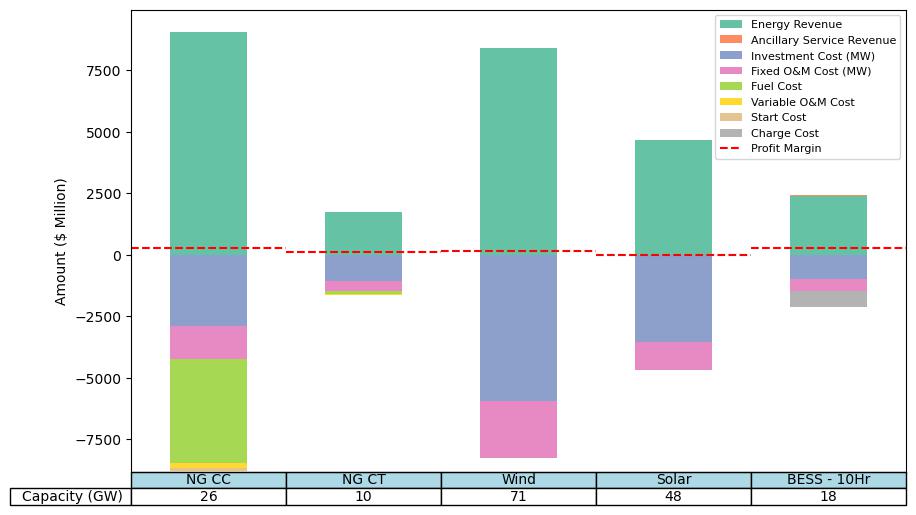 Energy Revenue
Ancillary Service Revenue
Investment Cost (MW)
Fixed O&M Cost (MW)
Fuel Cost
Variable O&M Cost
Start Cost
Charge Cost
Profit Margin
Amount ($ Million)
7500
5000
2500
0
−2500
−5000
−7500
NG CC NG CT Wind Solar BESS - 10Hr
Capacity (GW) 26 10 71 48 18